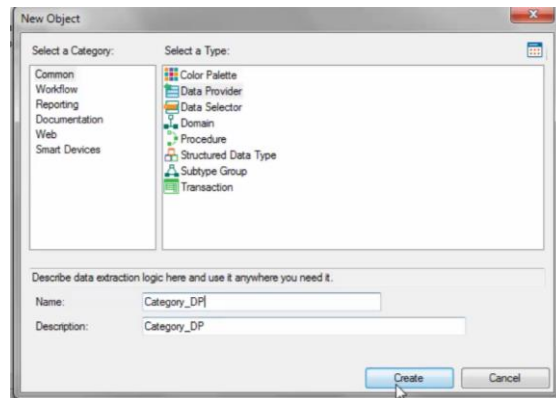 New Object
Select a Category:
Select a Type:
Common
Workflow
Reporting
Documentation
Web
Smart Devices
Color Palette
Data Provider
Data Selector
Domain
Procedure
Structured Data Type
Subtype Group
Transaction
Describe data extraction logic here and use it anywhere you need it.
Name: Category_DP
Description: Category_DP
Create Cancel